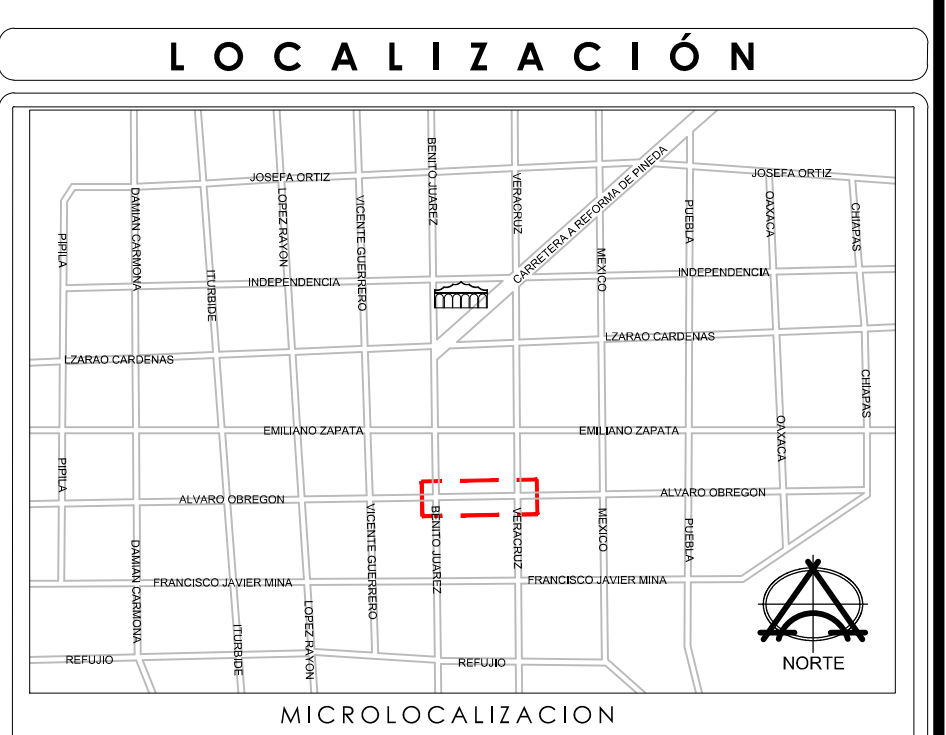 LOCALIZACIÓN
BENITO JUAREZ
CARRETERA A REFORMA DE PINEDA
JOSEFA ORTIZ
JOSEFA ORTIZ
DAMIAN CARMONA
LOPEZ RAYON
VICENTE GUERRERO
VERACRUZ
PUEBLA
OAXACA
CHIAPAS
PIPILA
ITURBIDE
INDEPENDENCIA
MEXICO
INDEPENDENCIA
LZARAO CARDENAS
LZARAO CARDENAS
CHIAPAS
EMILIANO ZAPATA
EMILIANO ZAPATA
OAXACA
PIPILA
ALVARO OBREGON
ALVARO OBREGON
VICENTE GUERRERO
BENITO JUAREZ
VERACRUZ
MEXICO
PUEBLA
DAMIAN CARMONA
FRANCISCO JAVIER MINA
FRANCISCO JAVIER MINA
LOPEZ RAYON
ITURBIDE
REFUJIO
REFUJIO
NORTE
MICROLOCALIZACION